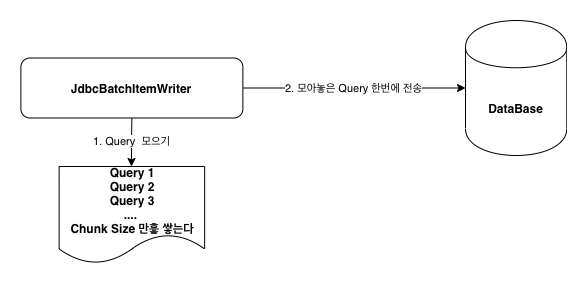 JdbcBatchItemWriter
2. 모아놓은 Query 한번에 전송
DataBase
1. Query 모으기
Query 1
Query 2
Query 3
....
Chunk Size 만흨 쌓는다